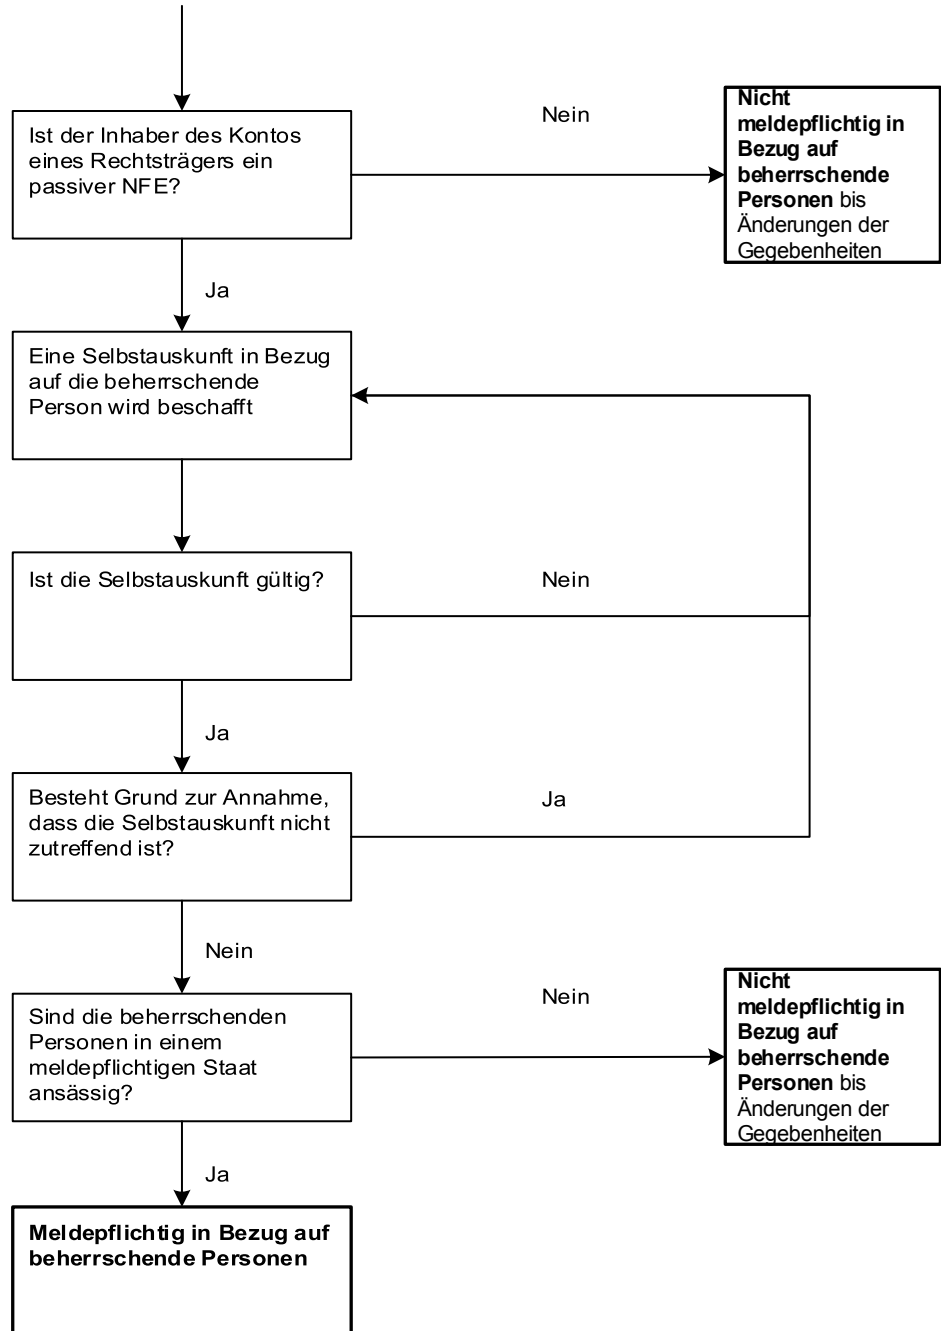 Ist der Inhaber des Kontos
eines Rechtsträgers ein
passiver NFE?
Nein
Nicht
meldepflichtig in
Bezug auf
beherrschende
Personen bis
Änderungen der
Gegebenheiten
Ja
Eine Selbstauskunft in Bezug
auf die beherrschende
Person wird beschafft
Ist die Selbstauskunft gültig?
Nein
Ja
Besteht Grund zur Annahme,
dass die Selbstauskunft nicht
zutreffend ist?
Ja
Nein
Sind die beherrschenden
Personen in einem
meldepflichtigen Staat
ansässig?
Nein
Nicht
meldepflichtig in
Bezug auf
beherrschende
Personen bis
Änderungen der
Gegebenheiten
Ja
Meldepflichtig in Bezug auf
beherrschende Personen